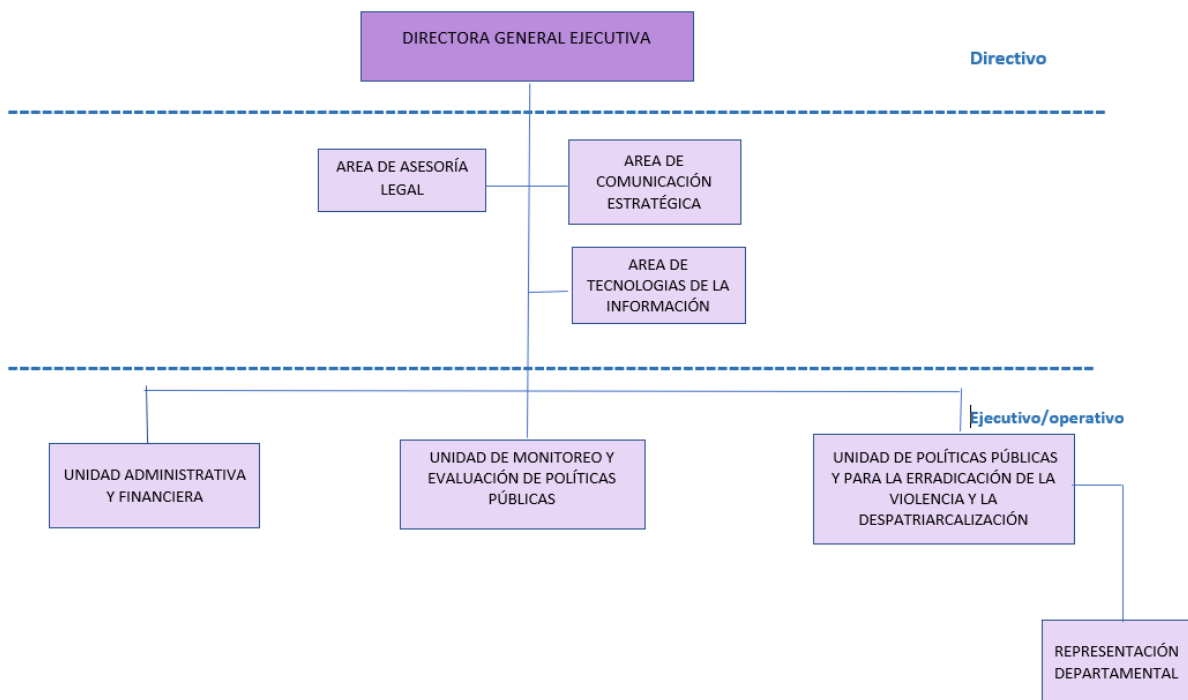 DIRECTORA GENERAL EJECUTIVA
Directivo
AREA DE ASESORÍA
LEGAL
AREA DE
COMUNICACIÓN
ESTRATÉGICA
AREA DE
TECNOLOGIAS DE LA
INFORMACIÓN
Ejecutivo/operativo
UNIDAD ADMINISTRATIVA
Y FINANCIERA
UNIDAD DE MONITOREO Y
EVALUACIÓN DE POLÍTICAS
PÚBLICAS
UNIDAD DE POLÍTICAS PÚBLICAS
Y PARA LA ERRADICACIÓN DE LA
VIOLENCIA Y LA
DESPATRIARCALIZACIÓN
REPRESENTACIÓN
DEPARTAMENTAL